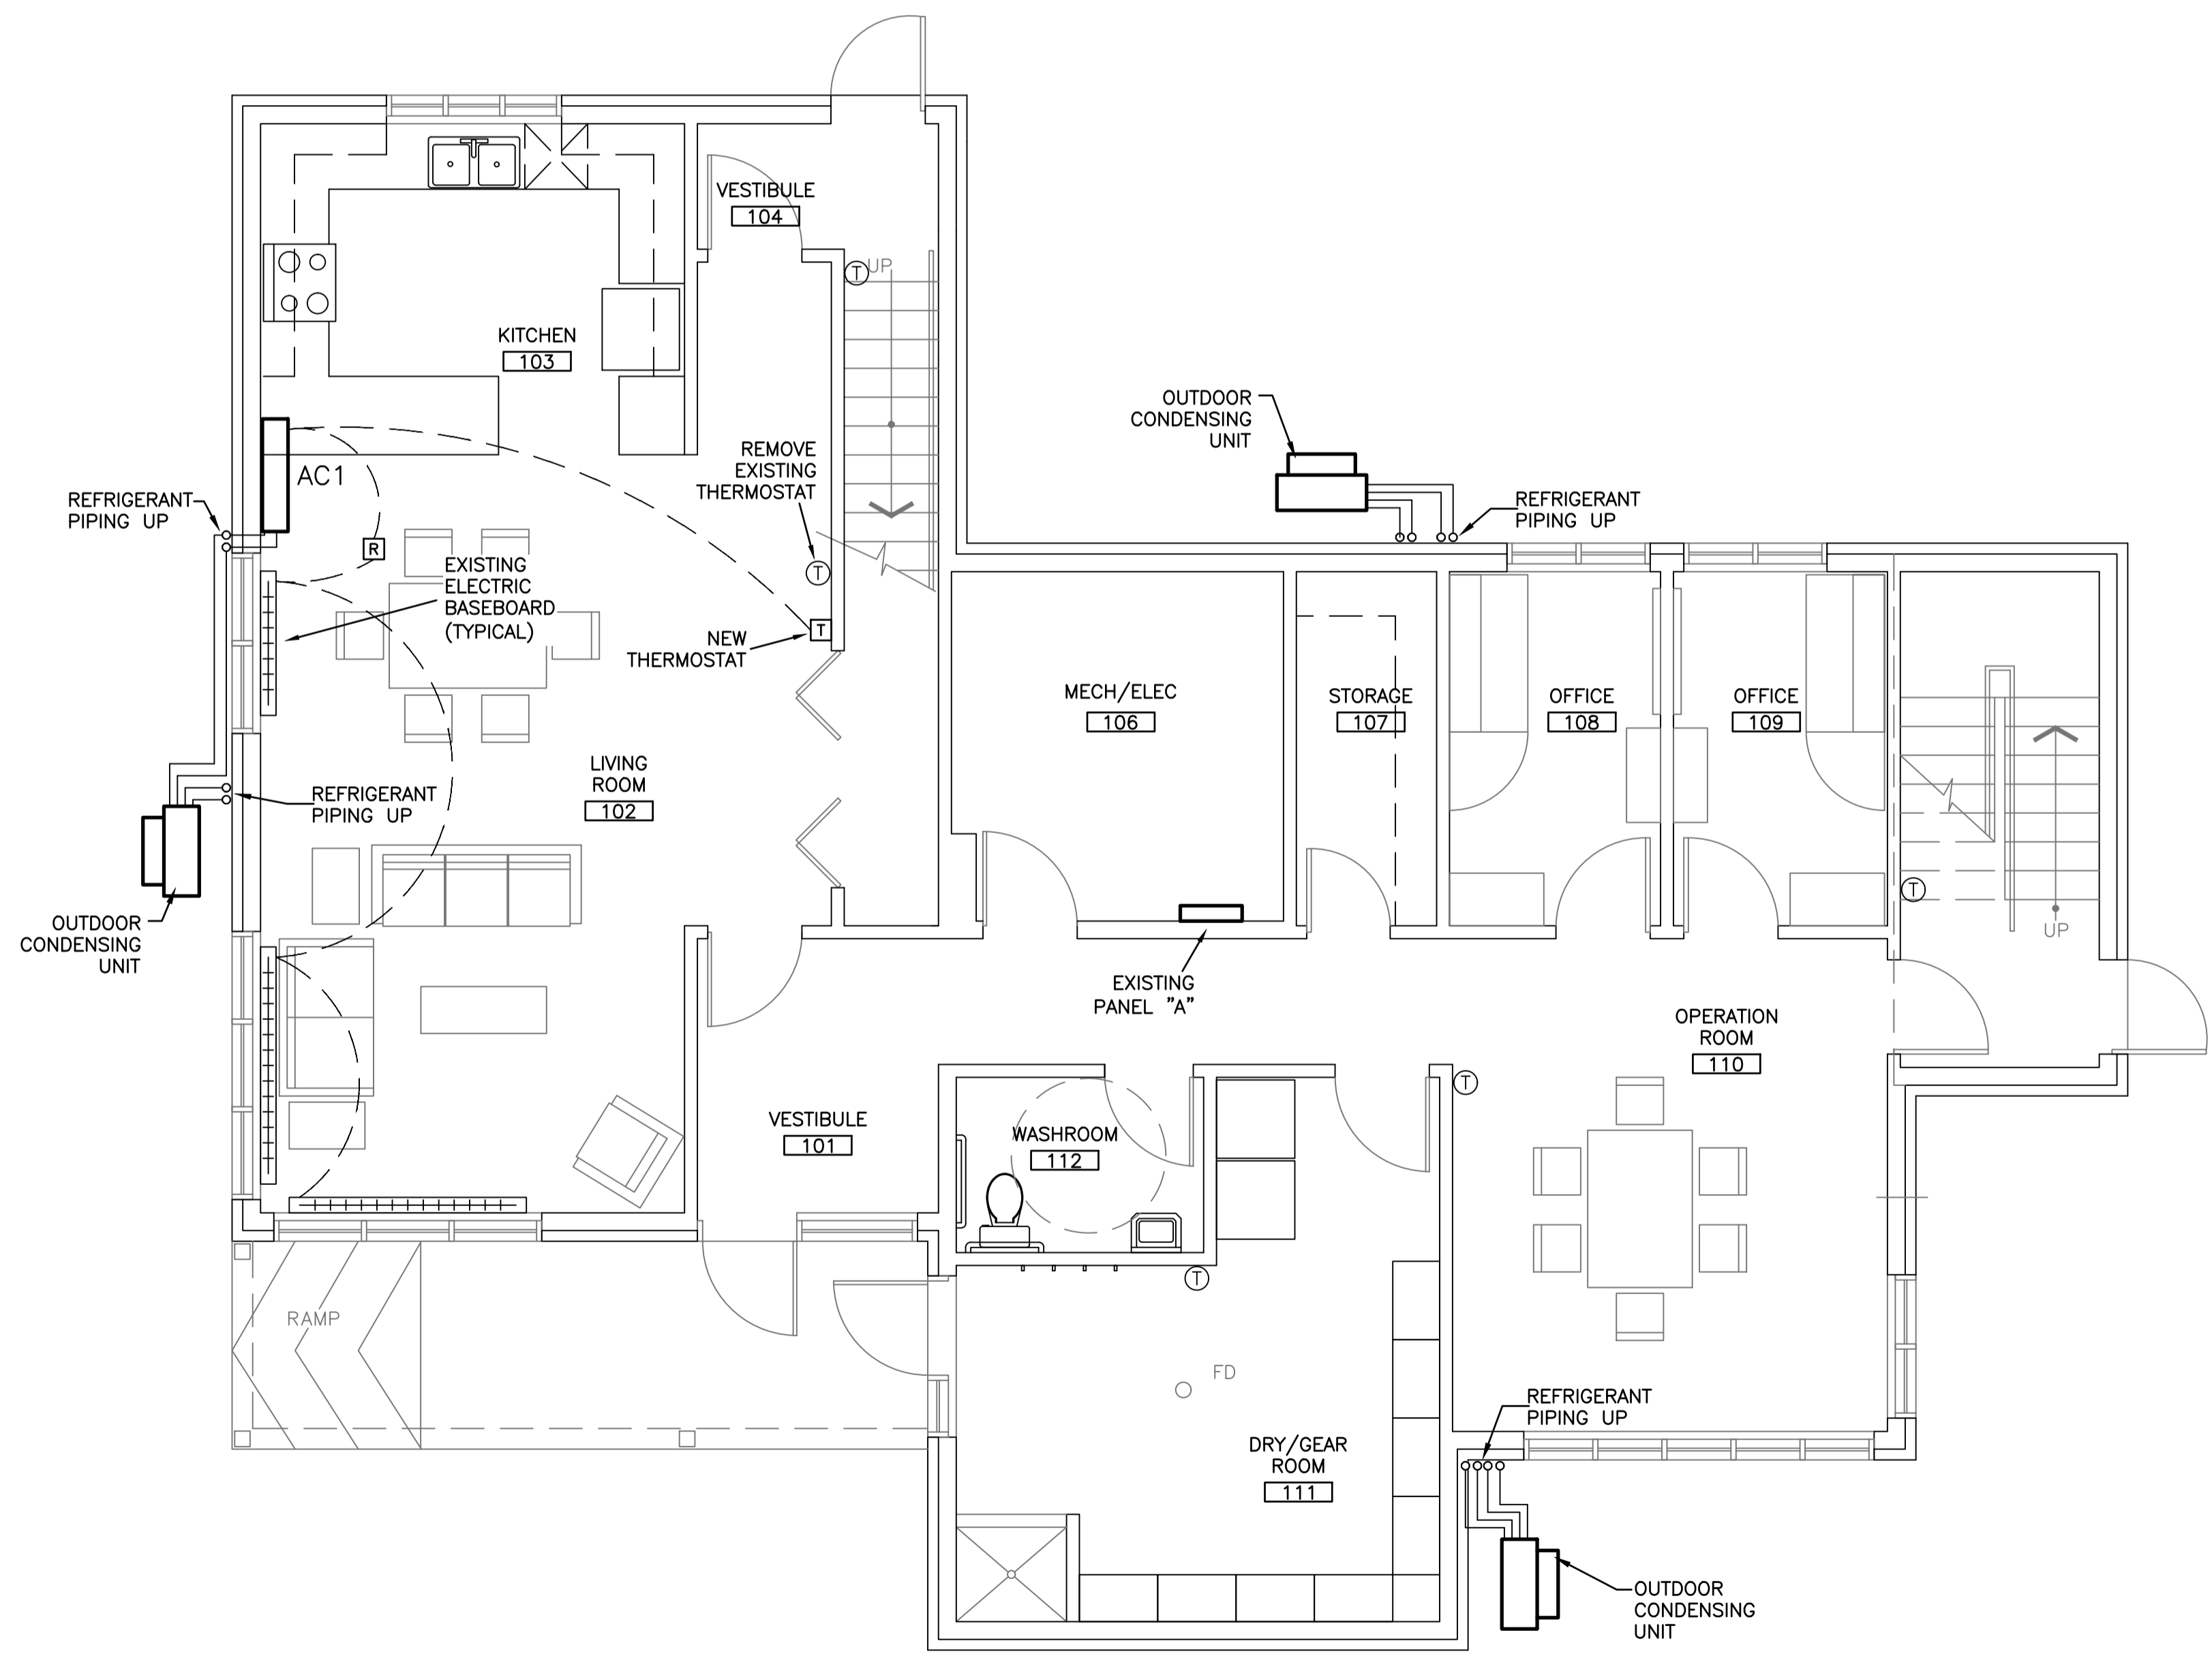 VESTIBULE
104
T
UP
KITCHEN
103
OUTDOOR
CONDENSING
UNIT
REMOVE
EXISTING
THERMOSTAT
AC1
REFRIGERANT
PIPING UP
REFRIGERANT
PIPING UP
R
EXISTING
ELECTRIC
BASEBOARD
(TYPICAL)
T
NEW
THERMOSTAT
T
MECH/ELEC
106
STORAGE
107
OFFICE
108
OFFICE
109
LIVING
ROOM
102
REFRIGERANT
PIPING UP
T
UP
OUTDOOR
CONDENSING
UNIT
EXISTING
PANEL "A"
OPERATION
ROOM
110
T
VESTIBULE
101
WASHROOM
112
T
RAMP
FD
REFRIGERANT
PIPING UP
DRY/GEAR
ROOM
111
OUTDOOR
CONDENSING
UNIT